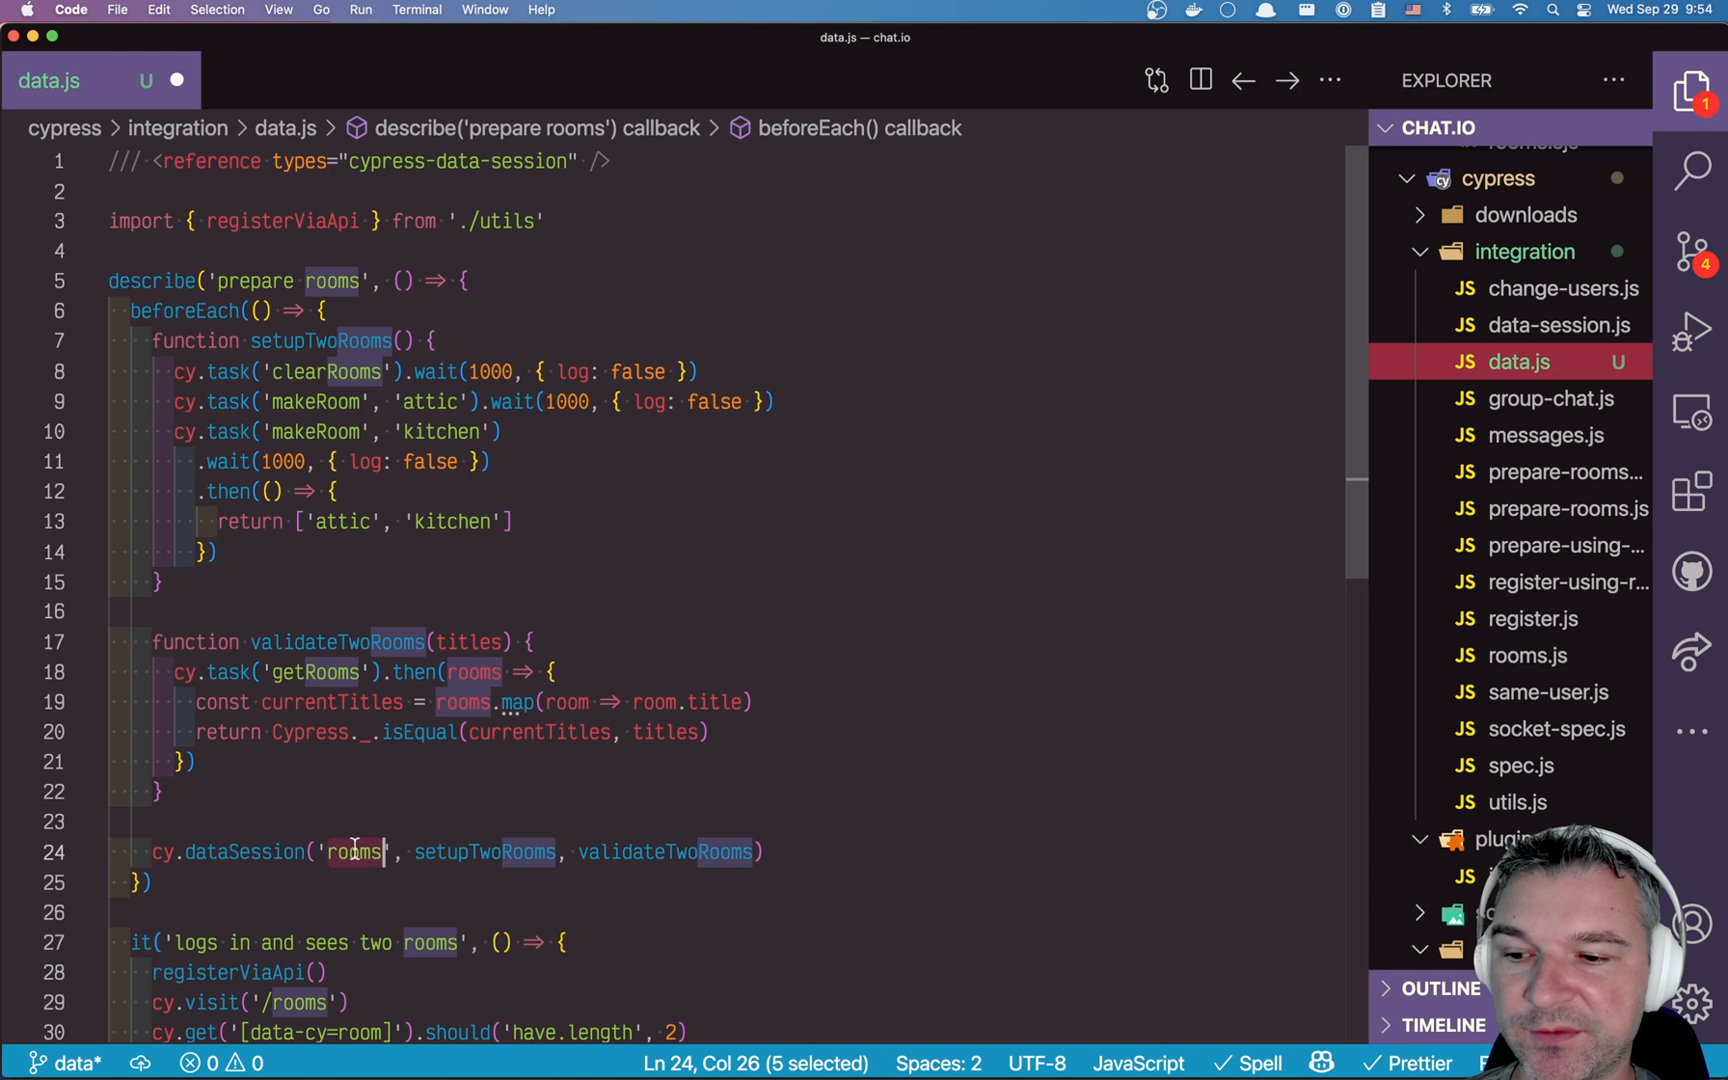 Code File Edit Selection View Go Run Terminal Window Help Wed Sep 29 9:54
data.js — chat.io
data.js U
EXPLORER
1
cypress > integration > data.js > describe('prepare rooms') callback > beforeEach() callback
1 /// <reference types="cypress-data-session" />
2
3 import { registerViaApi } from './utils'
4
5 describe('prepare rooms', () => {
6 beforeEach(() => {
7 function setupTwoRooms() {
8 cy.task('clearRooms').wait(1000, { log: false })
9 cy.task('makeRoom', 'attic').wait(1000, { log: false })
10 cy.task('makeRoom', 'kitchen')
11 .wait(1000, { log: false })
12 .then(() => {
13 return ['attic', 'kitchen']
14 })
15 }
16
17 function validateTwoRooms(titles) {
18 cy.task('getRooms').then(rooms => {
19 const currentTitles = rooms.map(room => room.title)
20 return Cypress._.isEqual(currentTitles, titles)
21 })
22 }
23
24 cy.dataSession('rooms', setupTwoRooms, validateTwoRooms)
25 })
26
27 it('logs in and sees two rooms', () => {
28 registerViaApi()
29 cy.visit('/rooms')
30 cy.get('[data-cy=room]').should('have.length', 2)
CHAT.IO
cypress
downloads
integration
JS change-users.js
JS data-session.js
JS data.js U
JS group-chat.js
JS messages.js
JS prepare-rooms...
JS prepare-rooms.js
JS prepare-using-...
JS register-using-r...
JS register.js
JS rooms.js
JS same-user.js
JS socket-spec.js
JS spec.js
JS utils.js
JS
OUTLINE
TIMELINE
4
data* 0 0 Ln 24, Col 26 (5 selected) Spaces: 2 UTF-8 JavaScript Spell Prettier